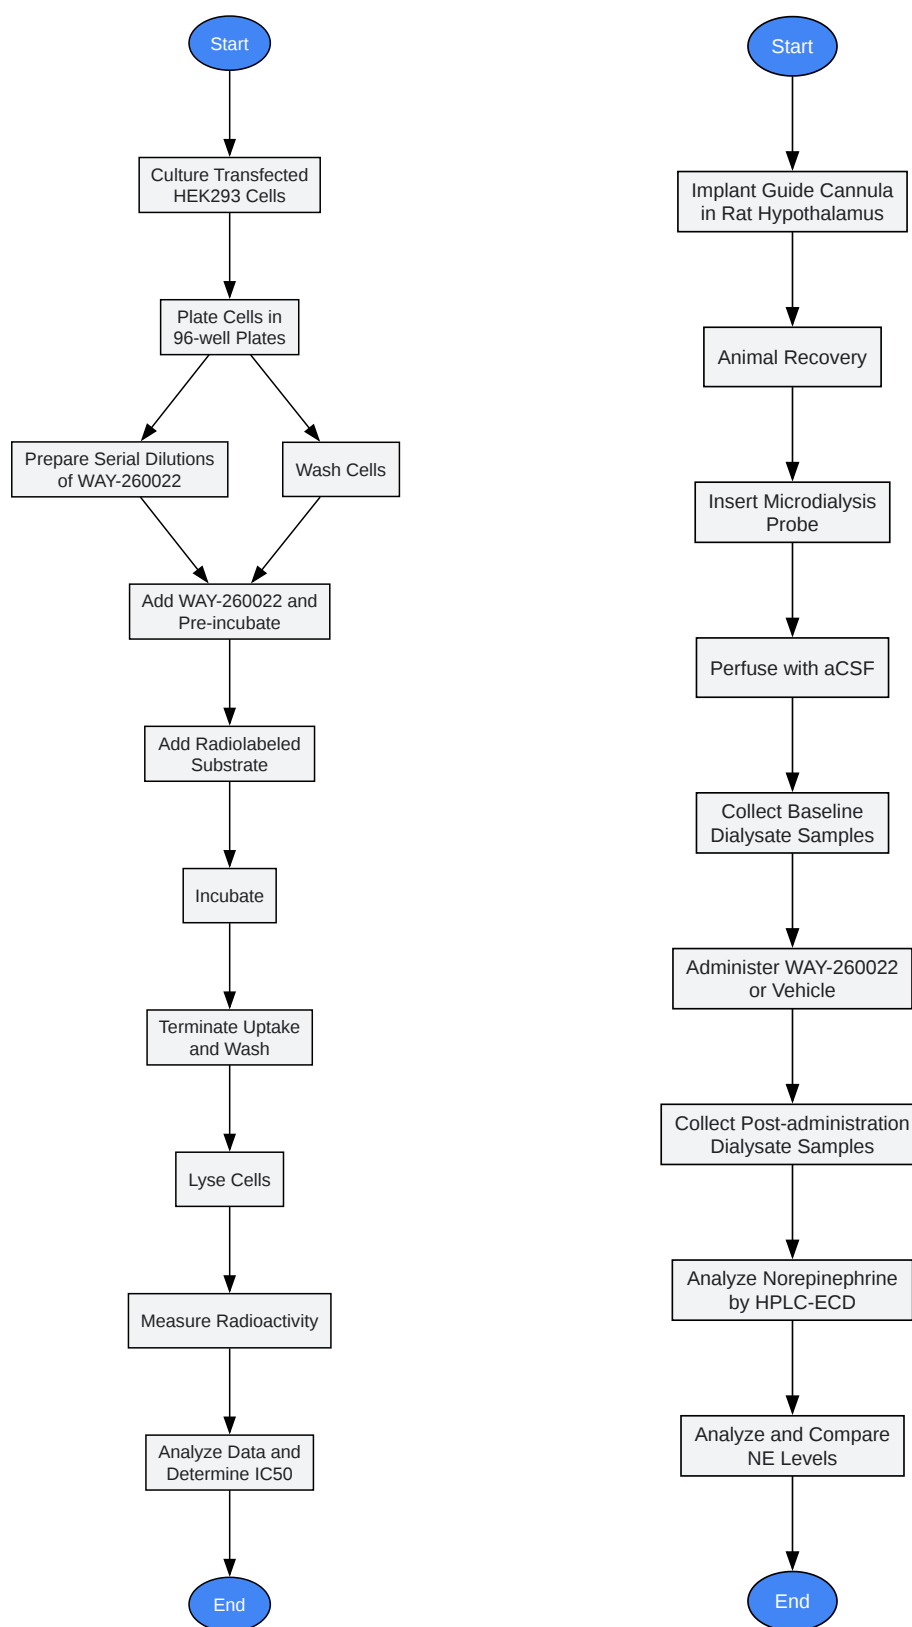 Start
Culture Transfected
HEK293 Cells
Plate Cells in
96-well Plates
Prepare Serial Dilutions
of WAY-260022
Wash Cells
Add WAY-260022 and
Pre-incubate
Add Radiolabeled
Substrate
Incubate
Terminate Uptake
and Wash
Lyse Cells
Measure Radioactivity
Analyze Data and
Determine IC50
End
Start
Implant Guide Cannula
in Rat Hypothalamus
Animal Recovery
Insert Microdialysis
Probe
Perfuse with aCSF
Collect Baseline
Dialysate Samples
Administer WAY-260022
or Vehicle
Collect Post-administration
Dialysate Samples
Analyze Norepinephrine
by HPLC-ECD
Analyze and Compare
NE Levels
End